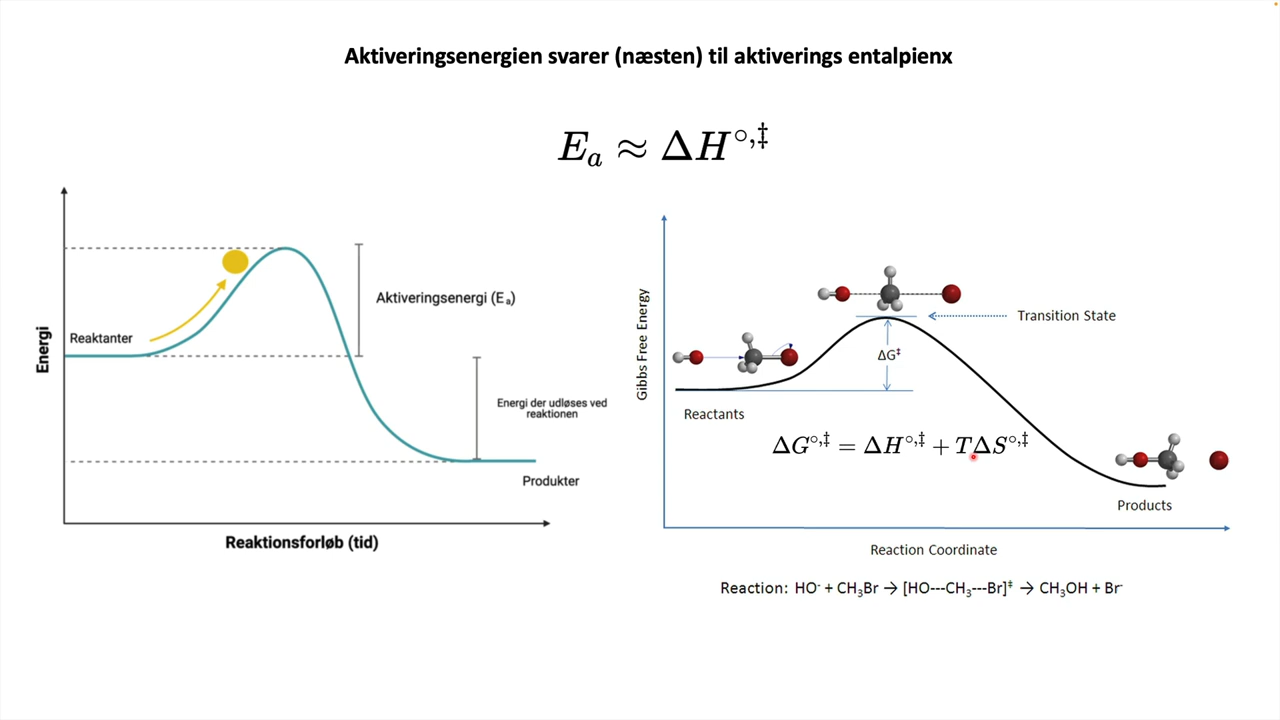 Aktiveringsenergien svarer (næsten) til aktiverings entalpienx
Eₐ ≈ ΔH°,‡
Energi
Reaktanter
Aktiveringsenergi (Eₐ)
Energi der udløses ved
reaktionen
Produkter
Reaktionsforløb (tid)
Gibbs Free Energy
Transition State
ΔG‡
Reactants
ΔG°,‡ = ΔH°,‡ + TΔS°,‡
Products
Reaction Coordinate
Reaction: HO⁻ + CH₃Br → [HO---CH₃---Br]‡ → CH₃OH + Br⁻